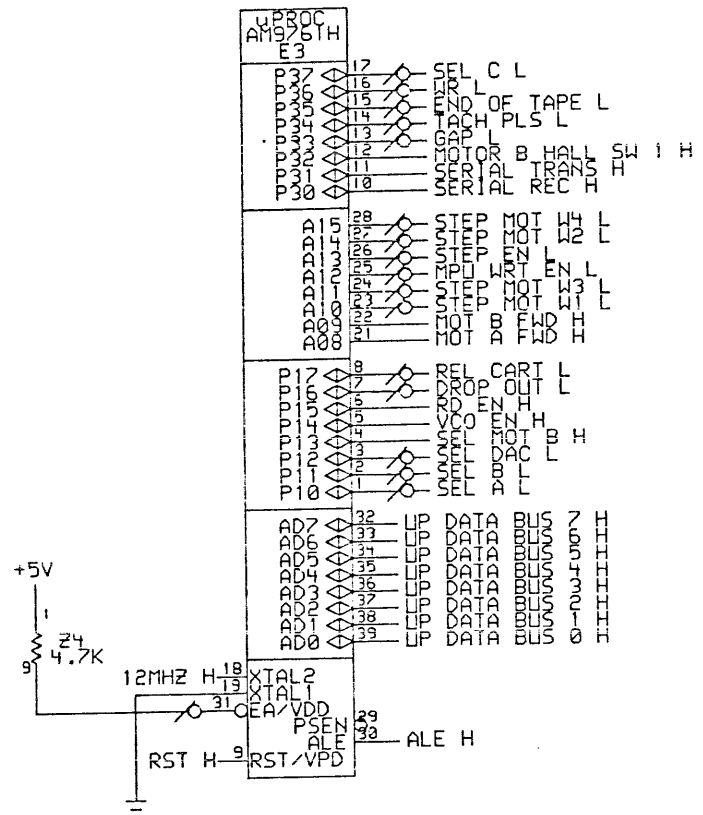 uPROC
AM9761H
E3
P37 17 SEL C L
P36 16 WR L
P35 15 END OF TAPE L
P34 14 TACH PLS L
P33 13 GAP L
P32 12 MOTOR B HALL SW 1 H
P31 11 SERIAL TRANS H
P30 10 SERIAL REC H
A15 28 STEP MOT W4 L
A14 27 STEP MOT W2 L
A13 26 STEP EN L
A12 25 MPU WRT EN L
A11 24 STEP MOT W3 L
A10 23 STEP MOT W1 L
A09 22 MOT B FWD H
A08 21 MOT A FWD H
P17 8 REL CART L
P16 7 DROP OUT L
P15 6 RD EN H
P14 5 VCO EN H
P13 4 SEL MOT B H
P12 3 SEL DAC L
P11 2 SEL B L
P10 1 SEL A L
AD7 32 UP DATA BUS 7 H
AD6 33 UP DATA BUS 6 H
AD5 34 UP DATA BUS 5 H
AD4 35 UP DATA BUS 4 H
AD3 36 UP DATA BUS 3 H
AD2 37 UP DATA BUS 2 H
AD1 38 UP DATA BUS 1 H
AD0 39 UP DATA BUS 0 H
+5V
1
Z4
4.7K
9
12MHZ H 18 XTAL2
19 XTAL1
31 EA/VDD
PSEN 29
ALE 30 ALE H
RST H 9 RST/VPD